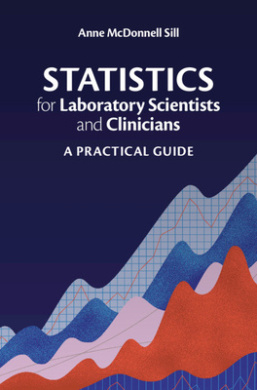 Anne McDonnell Sill
STATISTICS
for Laboratory Scientists
and Clinicians
A PRACTICAL GUIDE